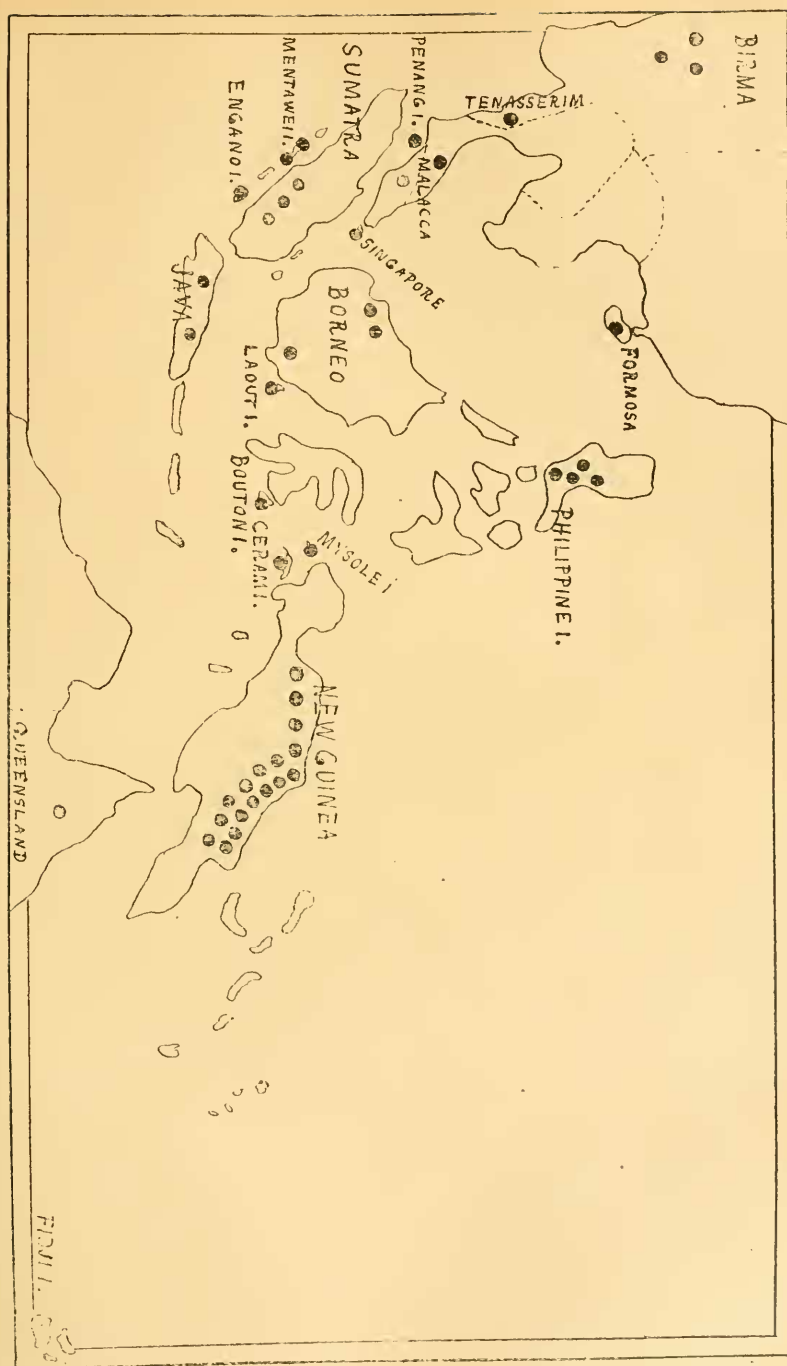 BIRMA
TENASSERIM
PENANG I.
MALACCA
SUMATRA
MENTAWEI I.
ENGANO I.
SINGAPORE
FORMOSA
JAVA
BORNEO
LAOUT I.
PHILIPPINE I.
BOUTON I.
CERAM I.
MYSOLE I
NEW GUINEA
QUEENSLAND
FIDJI I.